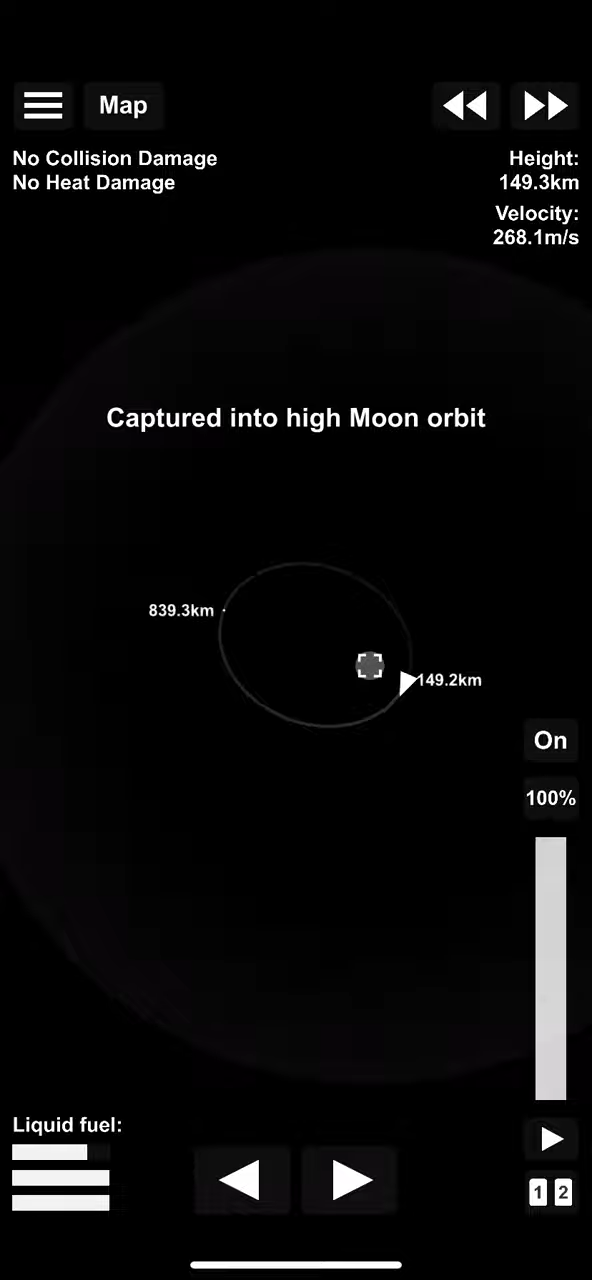 Map
No Collision Damage
No Heat Damage
Height:
149.3km
Velocity:
268.1m/s
Captured into high Moon orbit
839.3km
149.2km
On
100%
Liquid fuel:
1 2